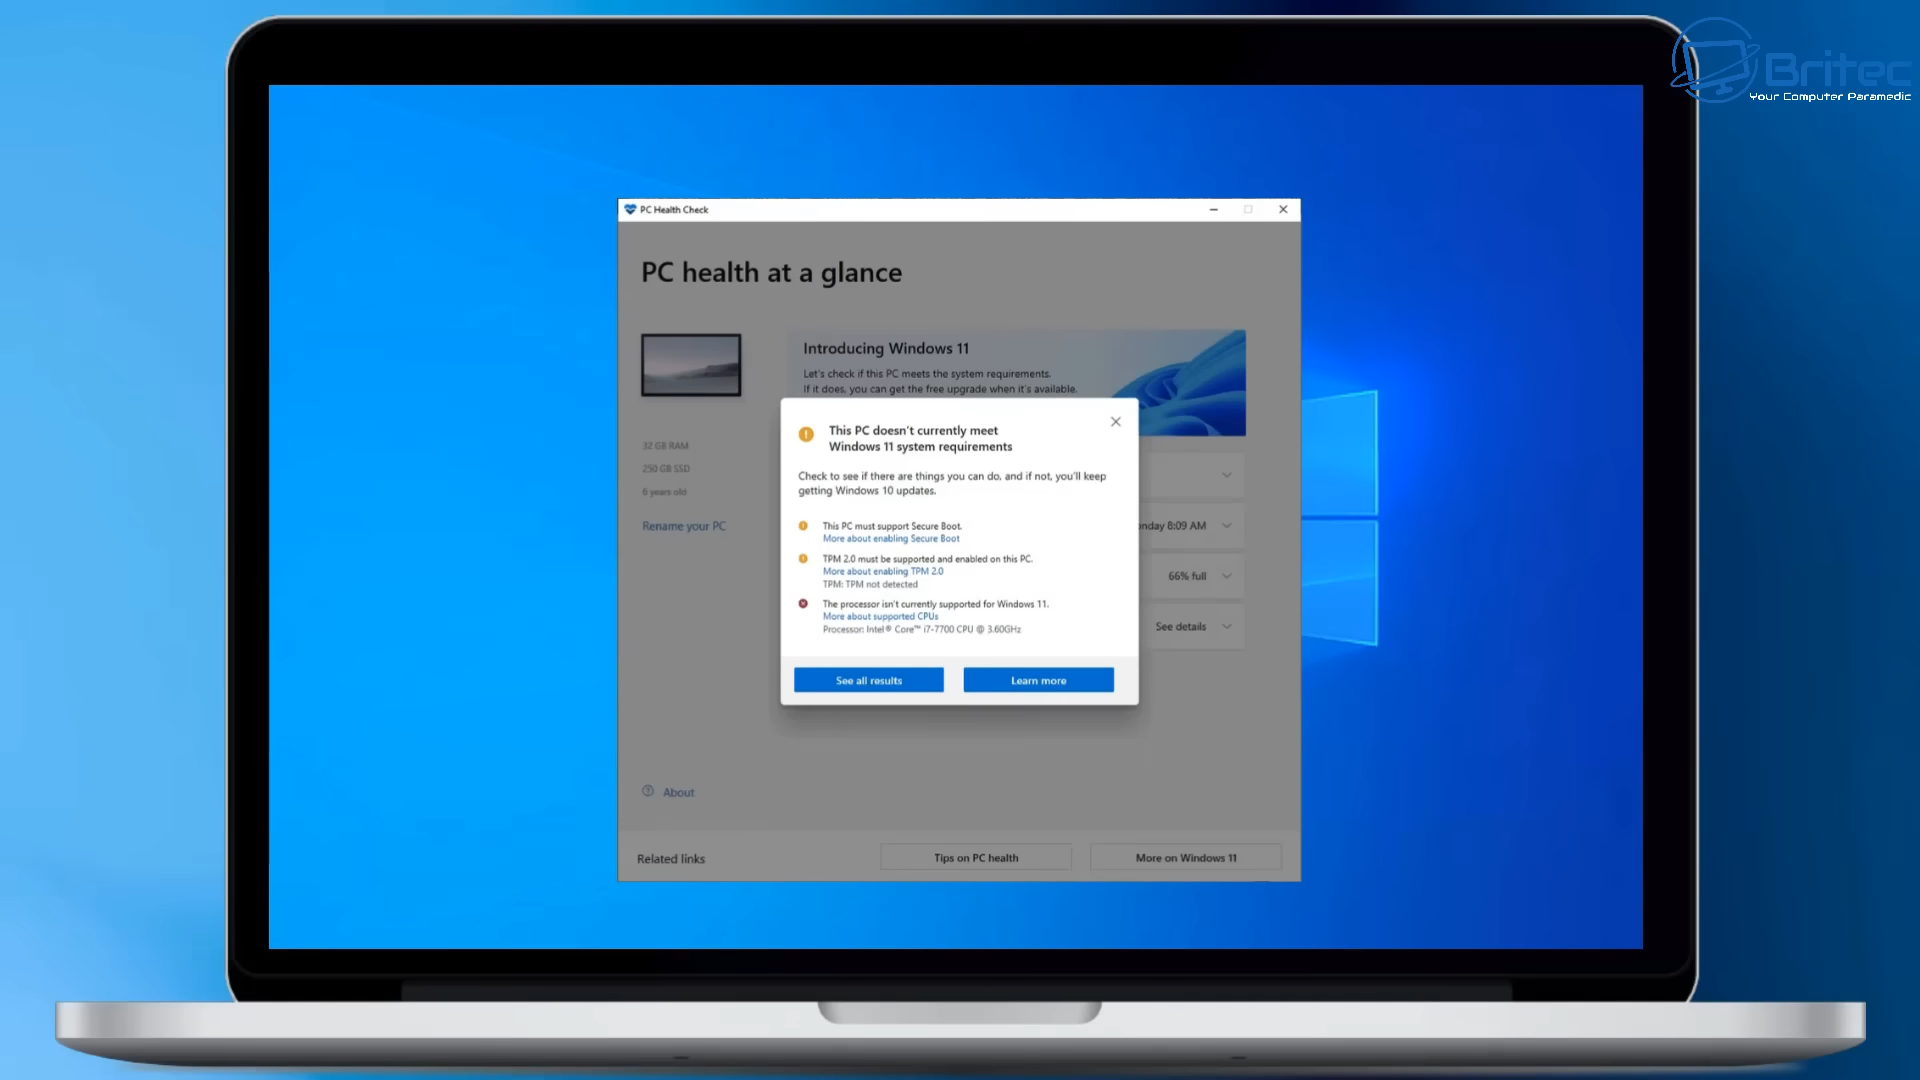 Britec
Your Computer Paramedic
PC Health Check
PC health at a glance
Introducing Windows 11
Let's check if this PC meets the system requirements.
If it does, you can get the free upgrade when it's available.
This PC doesn't currently meet
Windows 11 system requirements
Check to see if there are things you can do, and if not, you'll keep
getting Windows 10 updates.
This PC must support Secure Boot.
More about enabling Secure Boot
TPM 2.0 must be supported and enabled on this PC.
More about enabling TPM 2.0
TPM: TPM not detected
The processor isn't currently supported for Windows 11.
More about supported CPUs
Processor: Intel® Core™ i7-7700 CPU @ 3.60GHz
See all results
Learn more
32 GB RAM
250 GB SSD
6 years old
Rename your PC
nday 8:09 AM
66% full
See details
About
Related links
Tips on PC health
More on Windows 11